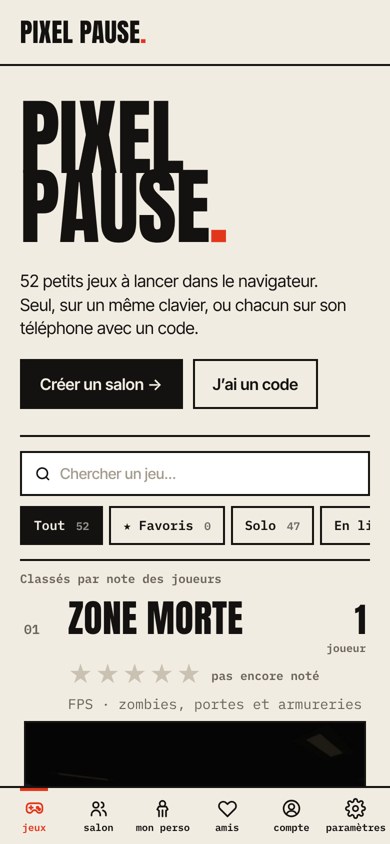 PIXEL PAUSE.
PIXEL
PAUSE.
52 petits jeux à lancer dans le navigateur.
Seul, sur un même clavier, ou chacun sur son
téléphone avec un code.
Créer un salon → J'ai un code
Chercher un jeu…
Tout 52 ★ Favoris 0 Solo 47 En li
Classés par note des joueurs
01 ZONE MORTE 1
joueur
★★★★★ pas encore noté
FPS · zombies, portes et armureries
jeux salon mon perso amis compte paramètres